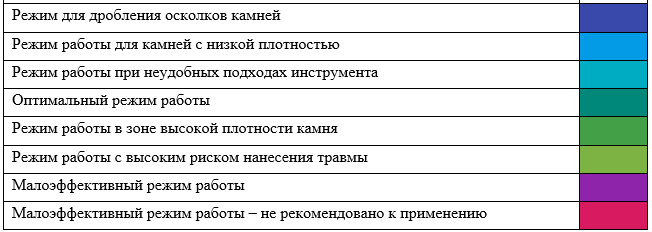 Режим для дробления осколков камней
Режим работы для камней с низкой плотностью
Режим работы при неудобных подходах инструмента
Оптимальный режим работы
Режим работы в зоне высокой плотности камня
Режим работы с высоким риском нанесения травмы
Малоэффективный режим работы
Малоэффективный режим работы – не рекомендовано к применению